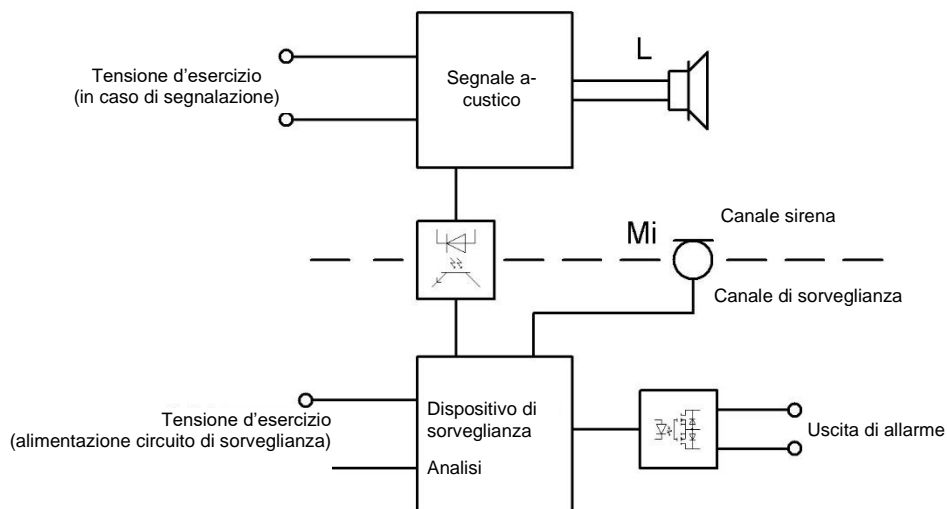 L
Tensione d'esercizio
(in caso di segnalazione)
Segnale a-
custico
Mi
Canale sirena
Canale di sorveglianza
Tensione d'esercizio
(alimentazione circuito di sorveglianza)
Dispositivo di
sorveglianza
Analisi
Uscita di allarme